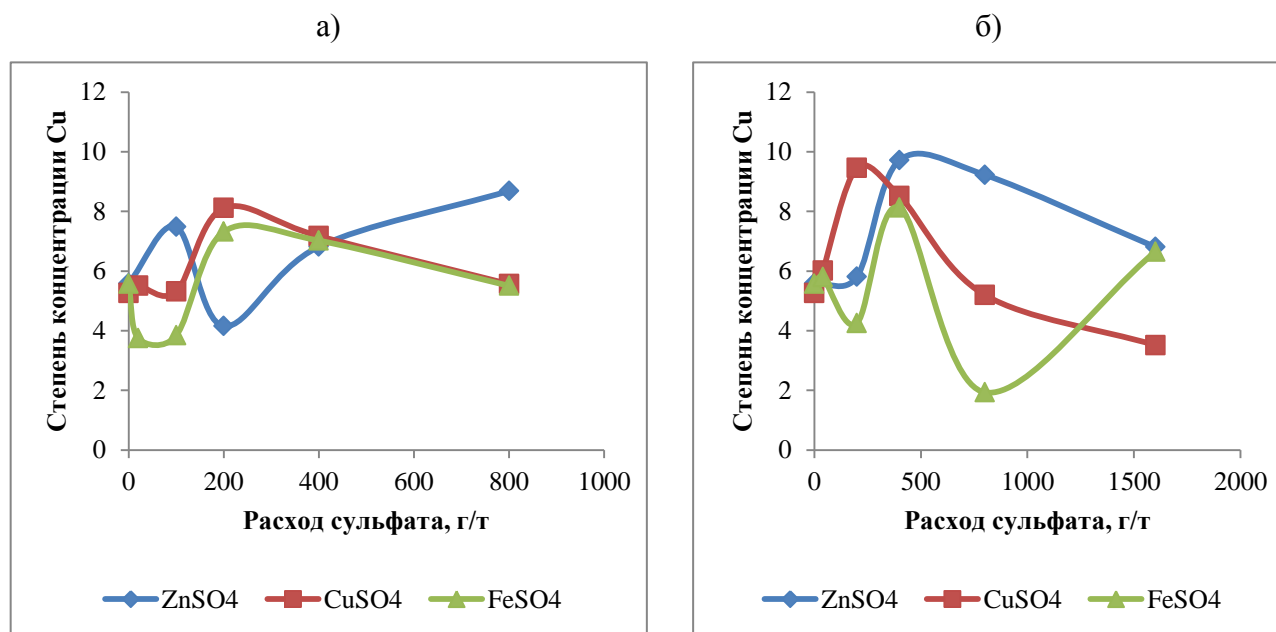 а)
Степень концентрации Cu
12
10
8
6
4
2
0
0 200 400 600 800 1000
Расход сульфата, г/т
ZnSO4 CuSO4 FeSO4
б)
Степень концентрации Cu
12
10
8
6
4
2
0
0 500 1000 1500 2000
Расход сульфата, г/т
ZnSO4 CuSO4 FeSO4